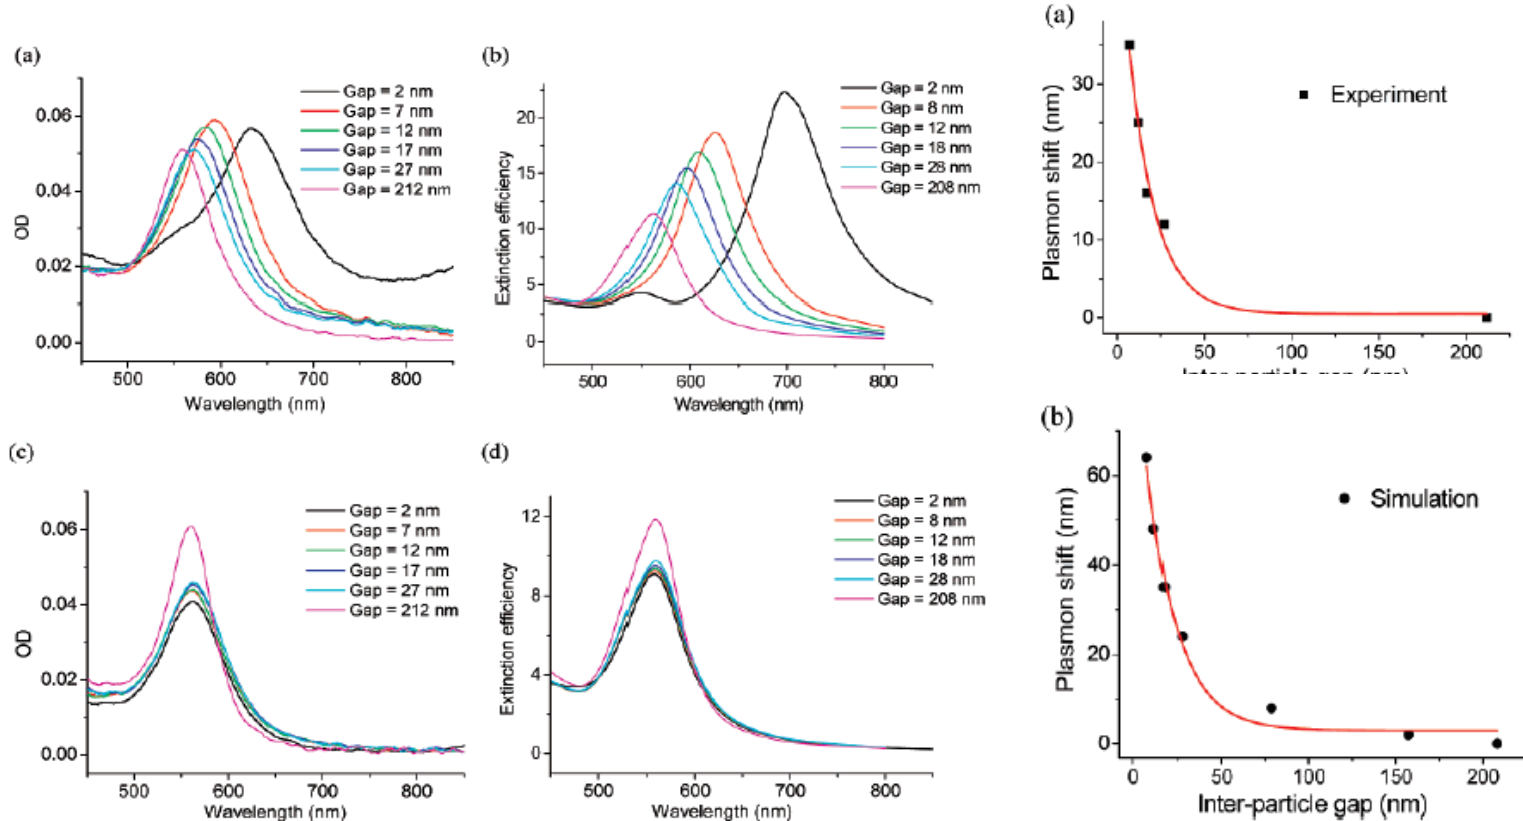 (a)
0.06
0.04
0.02
0.00
OD
500
600
700
800
Wavelength (nm)
Gap = 2 nm
Gap = 7 nm
Gap = 12 nm
Gap = 17 nm
Gap = 27 nm
Gap = 212 nm
(b)
20
15
10
5
0
Extinction efficiency
500
600
700
800
Wavelength (nm)
Gap = 2 nm
Gap = 8 nm
Gap = 12 nm
Gap = 18 nm
Gap = 28 nm
Gap = 208 nm
(a)
30
20
10
0
Plasmon shift (nm)
Experiment
0
50
100
150
200
Inter-particle gap (nm)
(c)
0.06
0.04
0.02
0.00
OD
500
600
700
800
Wavelength (nm)
Gap = 2 nm
Gap = 7 nm
Gap = 12 nm
Gap = 17 nm
Gap = 27 nm
Gap = 212 nm
(d)
12
8
4
0
Extinction efficiency
500
600
700
800
Wavelength (nm)
Gap = 2 nm
Gap = 8 nm
Gap = 12 nm
Gap = 18 nm
Gap = 28 nm
Gap = 208 nm
(b)
60
40
20
0
Plasmon shift (nm)
Simulation
0
50
100
150
200
Inter-particle gap (nm)